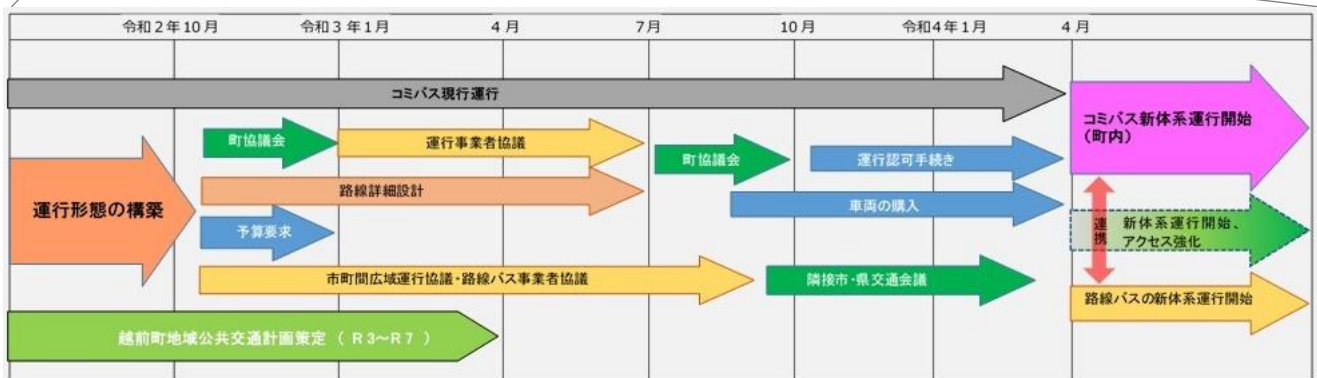 令和２年10月 令和３年１月 ４月 ７月 10月 令和４年１月 ４月
コミバス現行運行
コミバス新体系運行開始
（町内）
町協議会 運行事業者協議
町協議会 運行認可手続き
路線詳細設計
車両の購入
運行形態の構築
予算要求
連携
新体系運行開始、
アクセス強化
市町間広域運行協議・路線バス事業者協議
隣接市・県交通会議
路線バスの新体系運行開始
越前町地域公共交通計画策定（Ｒ３～Ｒ７）